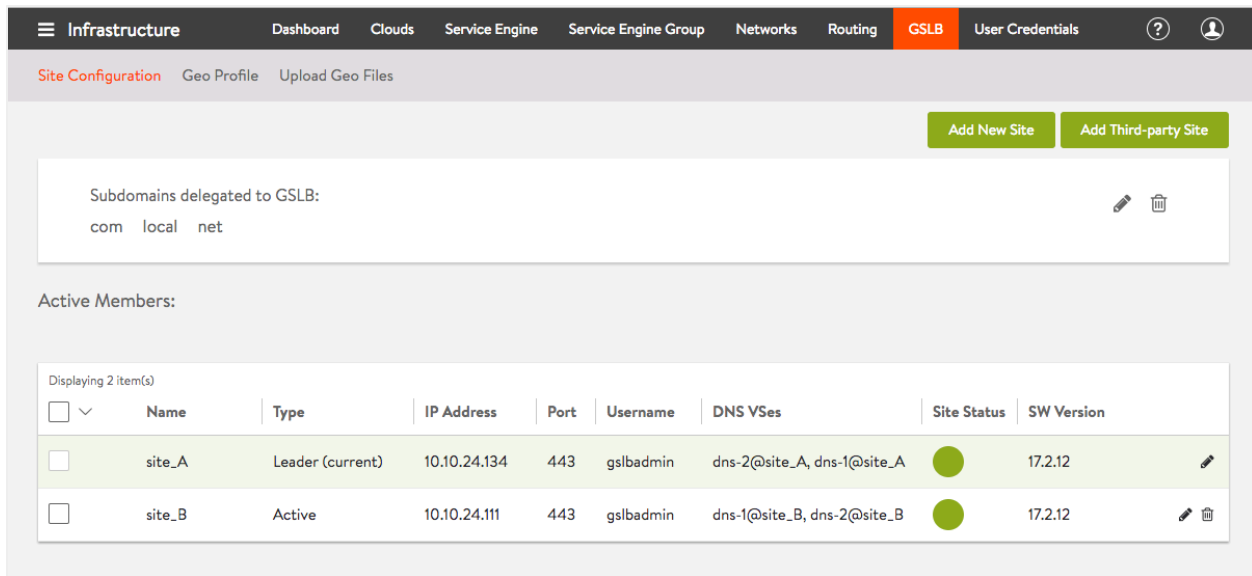 Infrastructure Dashboard Clouds Service Engine Service Engine Group Networks Routing GSLB User Credentials ?
Site Configuration Geo Profile Upload Geo Files
Add New Site Add Third-party Site
Subdomains delegated to GSLB:
com local net
Active Members:
Displaying 2 item(s)
Name Type IP Address Port Username DNS VSes Site Status SW Version
site_A Leader (current) 10.10.24.134 443 gslbadmin dns-2@site_A, dns-1@site_A 17.2.12
site_B Active 10.10.24.111 443 gslbadmin dns-1@site_B, dns-2@site_B 17.2.12